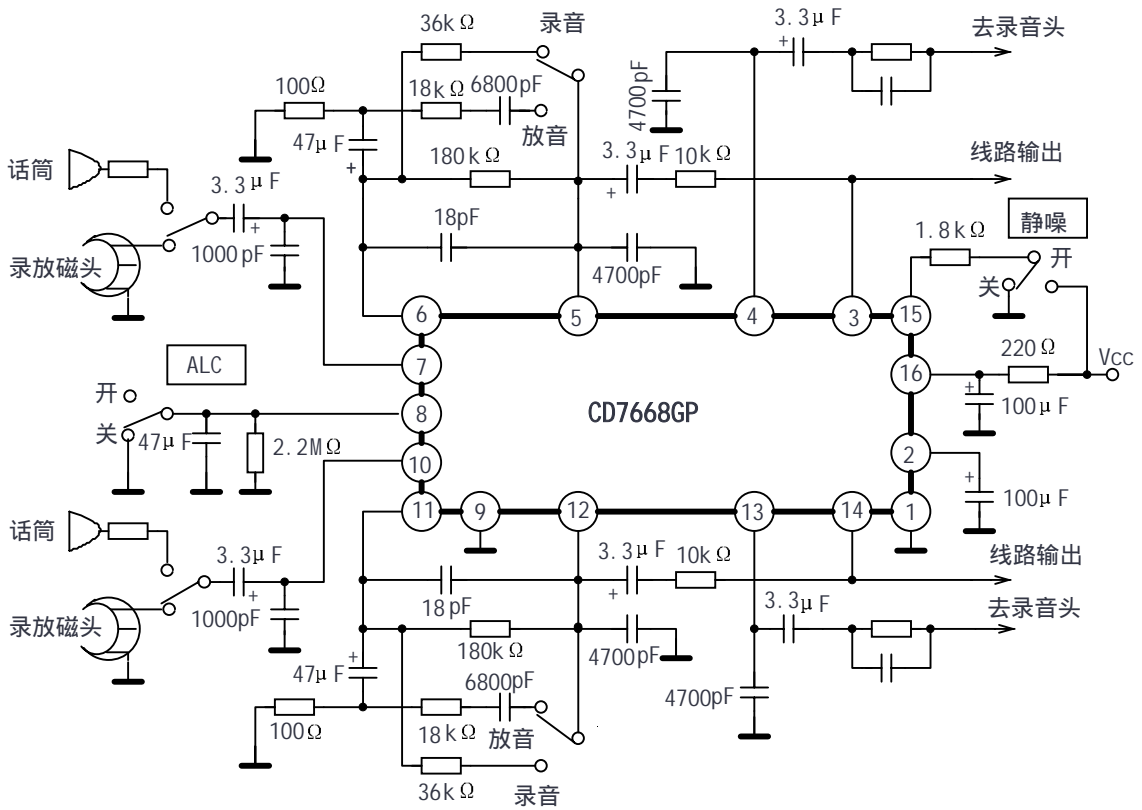 36kΩ
录音
3.3μF
去录音头
100Ω
18kΩ
6800pF
放音
4700pF
47μF
+
180kΩ
3.3μF
10kΩ
线路输出
话筒
3.3μF
+
18pF
静噪
1000pF
4700pF
1.8kΩ
开
录放磁头
关
6
5
4
3
15
220Ω
Vcc
ALC
7
16
+
100μF
开
8
CD7668GP
关
47μF
2.2MΩ
10
2
+
100μF
11
9
12
13
14
1
话筒
3.3μF
+
3.3μF
10kΩ
线路输出
1000pF
18pF
+
3.3μF
去录音头
录放磁头
180kΩ
4700pF
+
47μF
6800pF
4700pF
100Ω
18kΩ
放音
36kΩ
录音